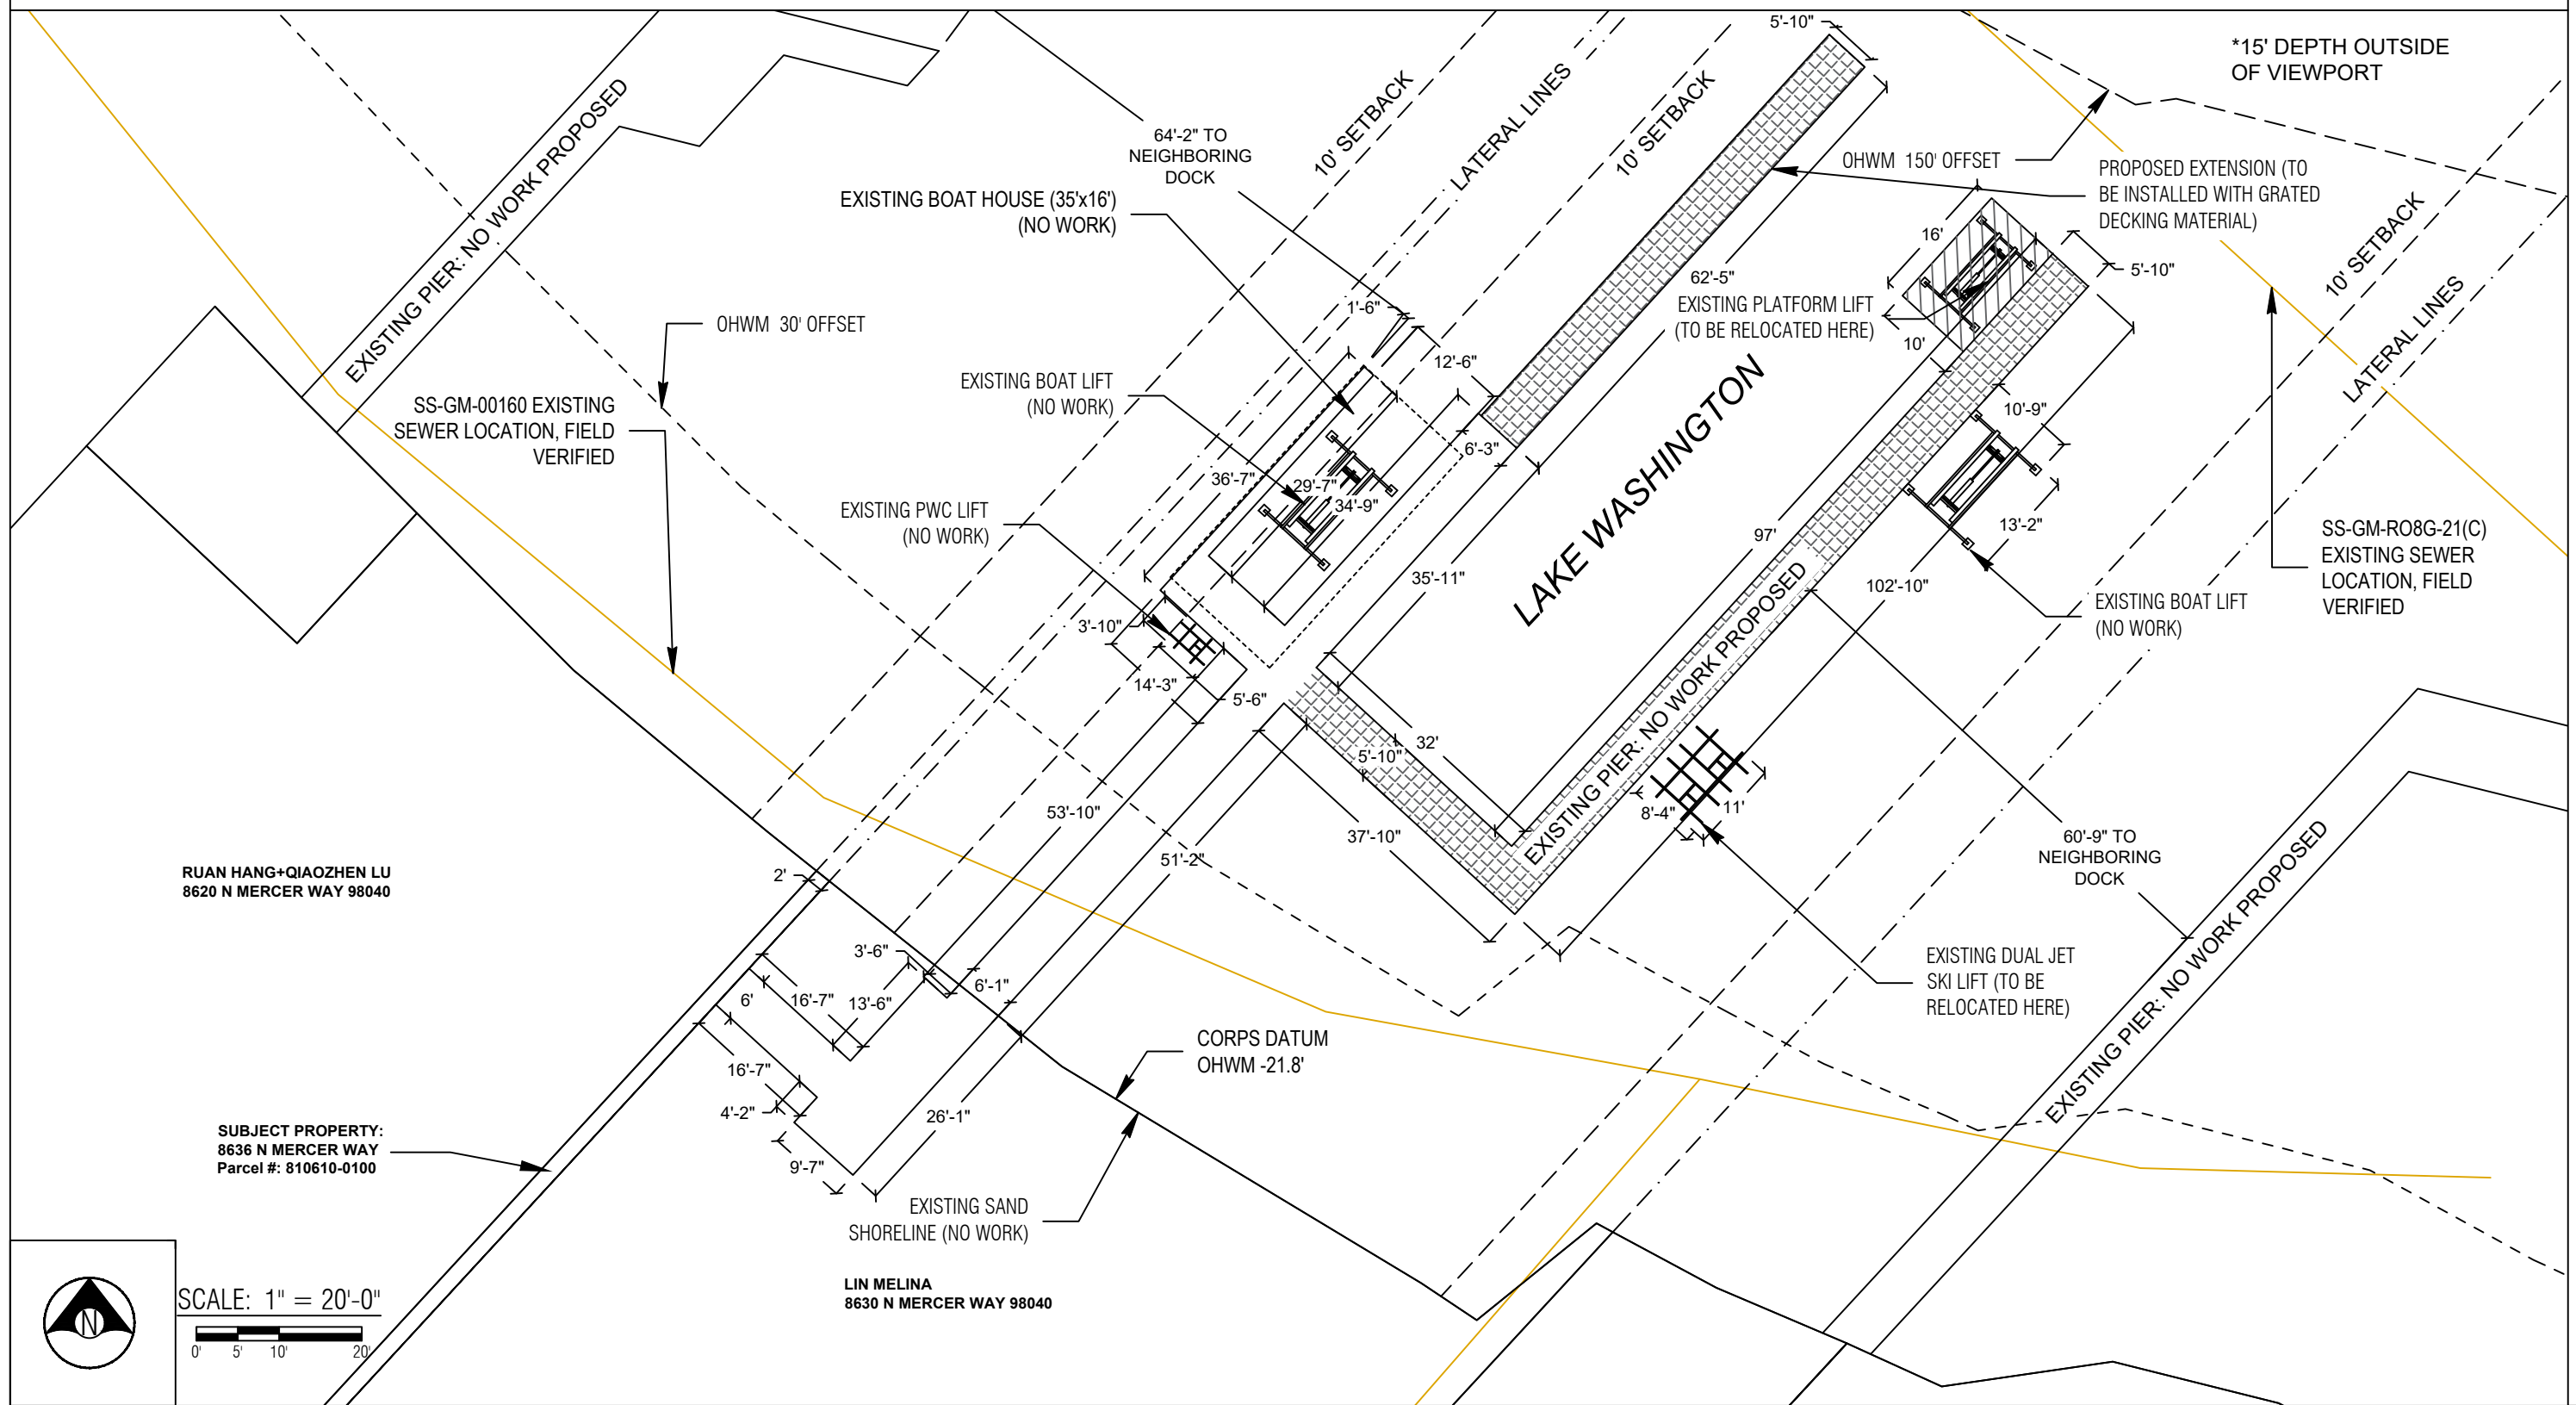 5'-10"
*15' DEPTH OUTSIDE
OF VIEWPORT
10' SETBACK
LATERAL LINES
10' SETBACK
EXISTING PIER: NO WORK PROPOSED
64'-2" TO
NEIGHBORING
DOCK
OHWM 150' OFFSET
PROPOSED EXTENSION (TO
BE INSTALLED WITH GRATED
DECKING MATERIAL)
EXISTING BOAT HOUSE (35'x16')
(NO WORK)
10' SETBACK
LATERAL LINES
16'
5'-10"
62'-5"
EXISTING PLATFORM LIFT
(TO BE RELOCATED HERE)
10'
1'-6"
OHWM 30' OFFSET
12'-6"
EXISTING BOAT LIFT
(NO WORK)
SS-GM-00160 EXISTING
SEWER LOCATION, FIELD
VERIFIED
10'-9"
6'-3"
36'-7"
29'-7"
34'-9"
LAKE WASHINGTON
EXISTING PWC LIFT
(NO WORK)
97'
13'-2"
SS-GM-RO8G-21(C)
EXISTING SEWER
LOCATION, FIELD
VERIFIED
35'-11"
102'-10"
EXISTING BOAT LIFT
(NO WORK)
3'-10"
14'-3"
5'-6"
EXISTING PIER: NO WORK PROPOSED
32'
5'-10"
53'-10"
37'-10"
8'-4"
11'
51'-2"
60'-9" TO
NEIGHBORING
DOCK
RUAN HANG+QIAOZHEN LU
8620 N MERCER WAY 98040
2'
EXISTING PIER: NO WORK PROPOSED
3'-6"
6'-1"
6'
16'-7"
13'-6"
EXISTING DUAL JET
SKI LIFT (TO BE
RELOCATED HERE)
CORPS DATUM
OHWM -21.8'
16'-7"
4'-2"
26'-1"
9'-7"
SUBJECT PROPERTY:
8636 N MERCER WAY
Parcel #: 810610-0100
EXISTING SAND
SHORELINE (NO WORK)
LIN MELINA
8630 N MERCER WAY 98040
N
SCALE: 1" = 20'-0"
0' 5' 10' 20'